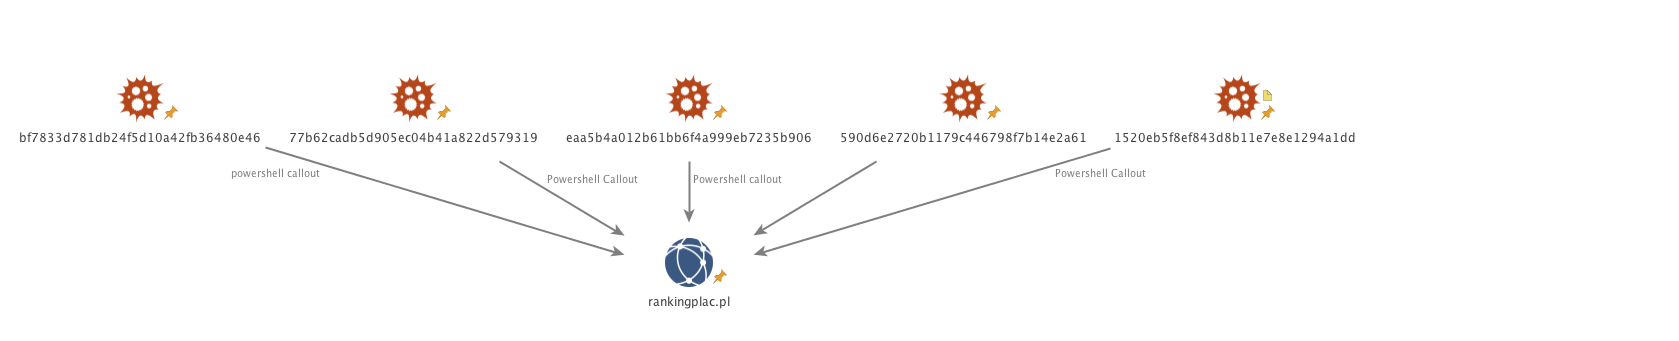 bf7833d781db24f5d10a42fb36480e46
77b62cadb5d905ec04b41a822d579319
eaa5b4a012b61bb6f4a999eb7235b906
590d6e2720b1179c446798f7b14e2a61
1520eb5f8ef843d8b11e7e8e1294a1dd
powershell callout
Powershell Callout
Powershell callout
Powershell Callout
rankingplac.pl